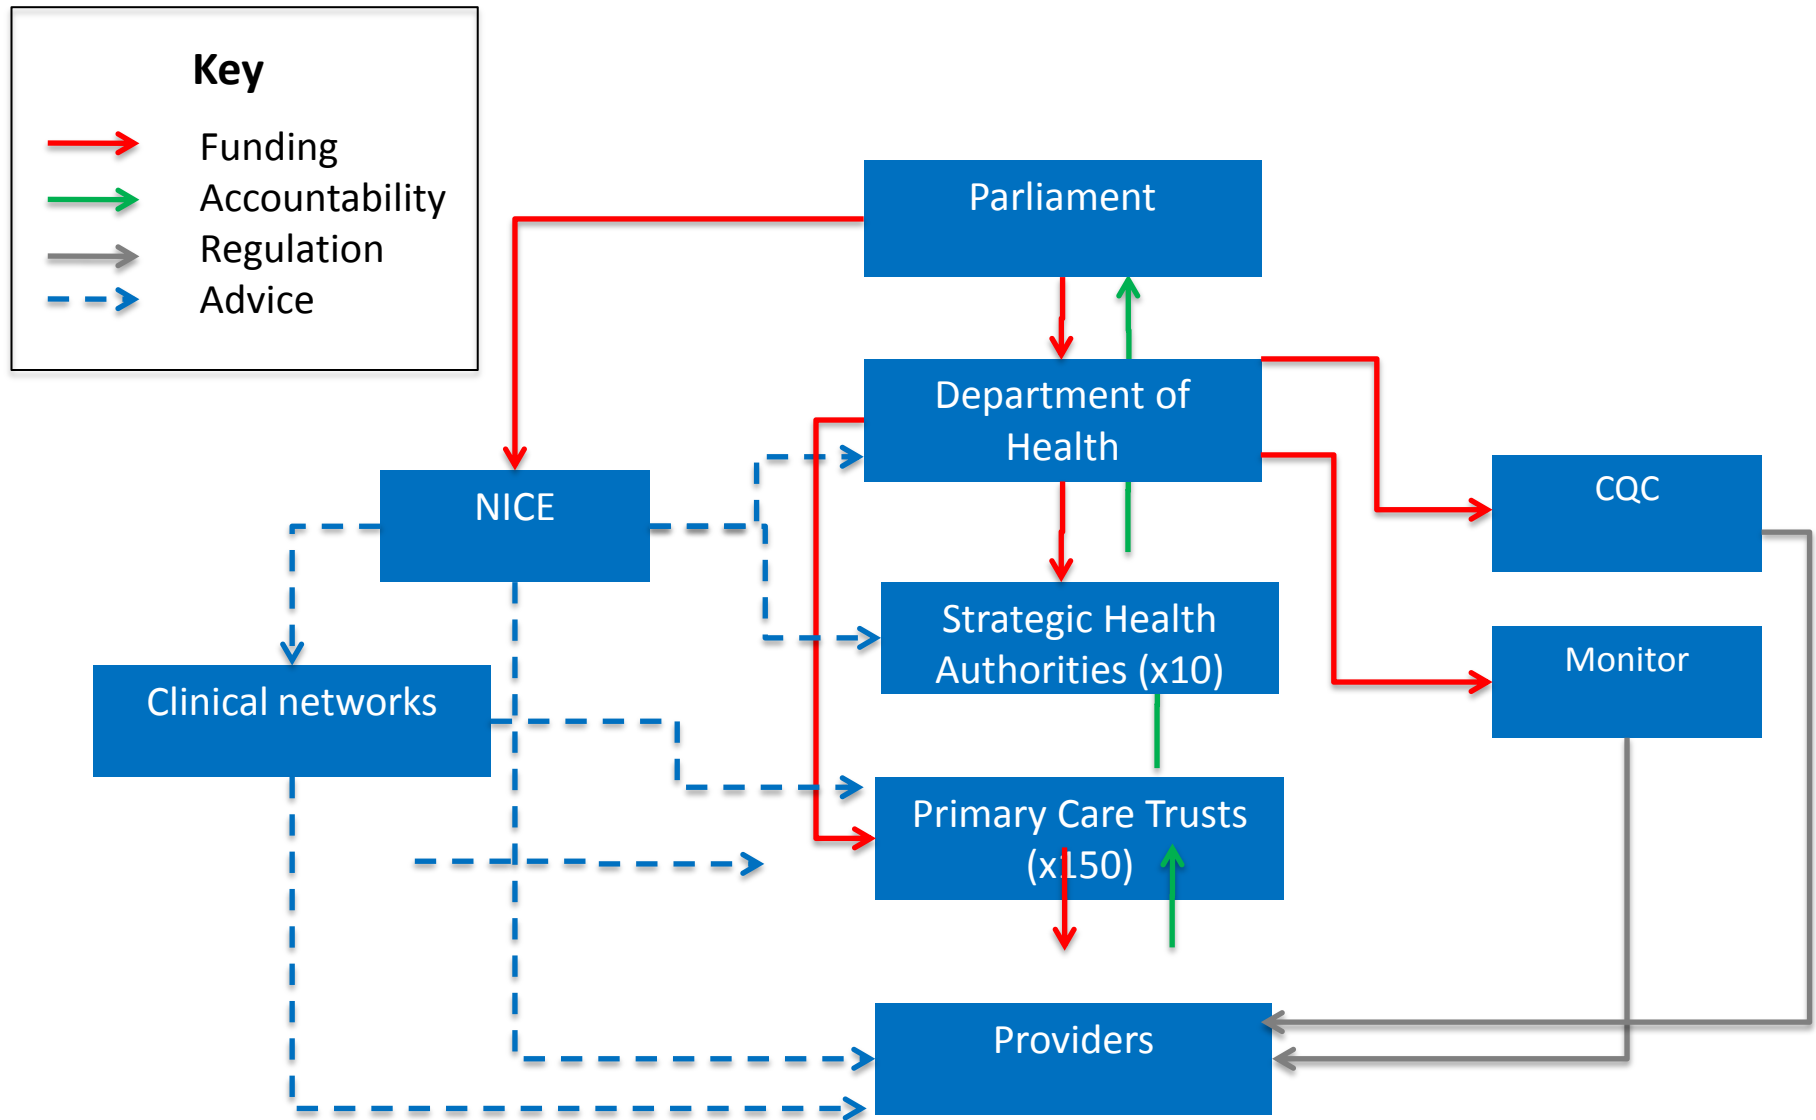 Key
Funding
Accountability
Regulation
Advice
Parliament
Department of
Health
NICE
CQC
Strategic Health
Authorities (x10)
Monitor
Clinical networks
Primary Care Trusts
(x150)
Providers